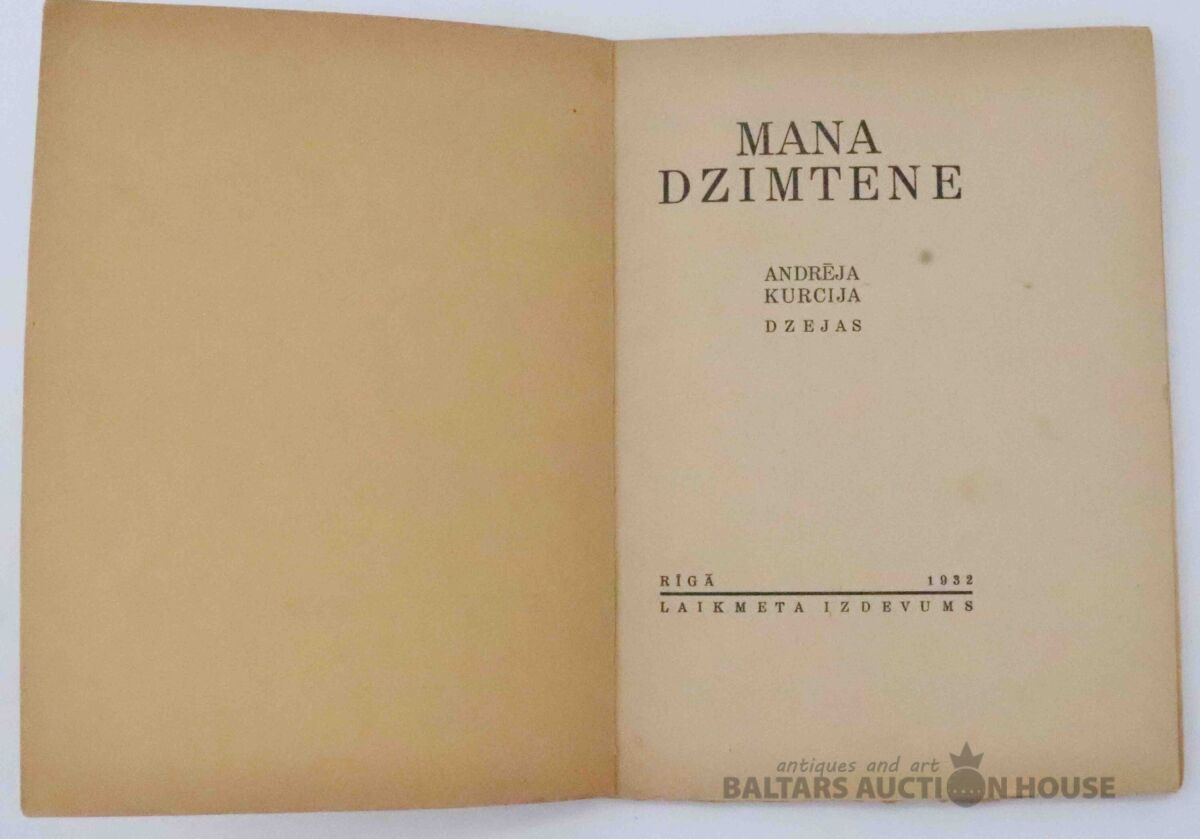 MANA
DZIMTENE
ANDRĒJA
KURCIJA
DZEJAS
RĪGĀ 1932
LAIKMETA IZDEVUMS
antiques and art
BALTARS AUCTION HOUSE